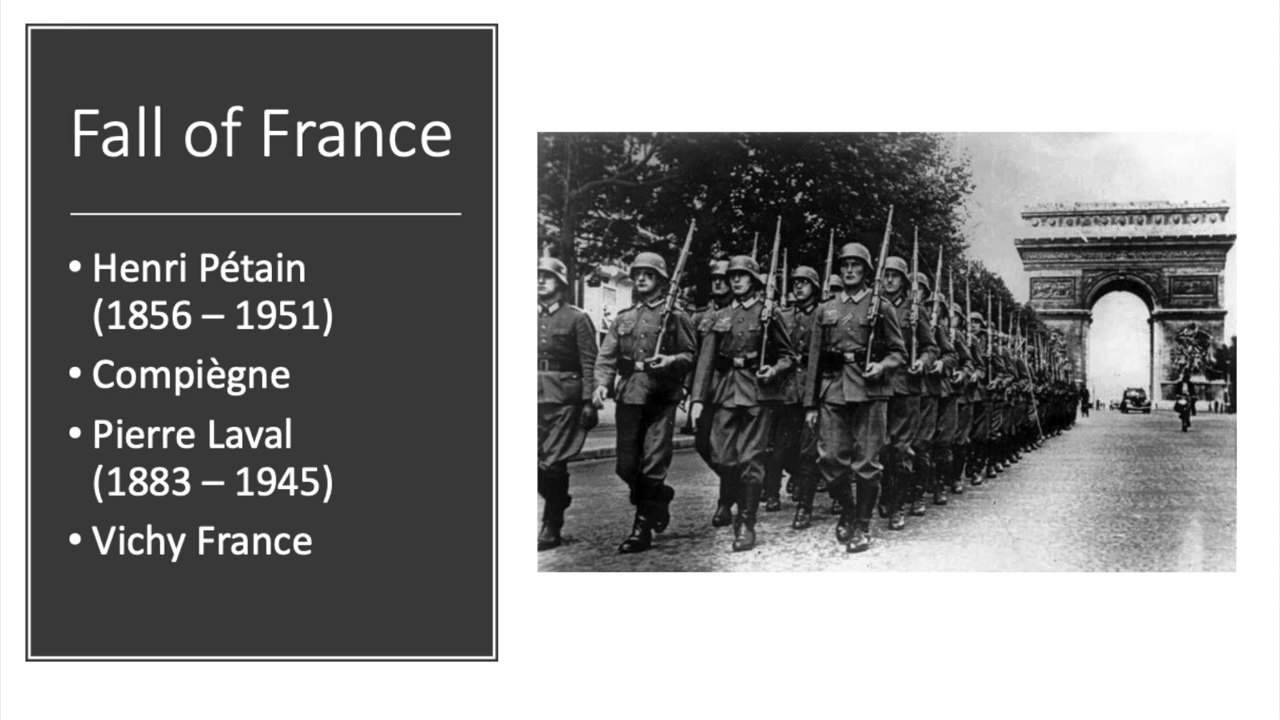 Fall of France
• Henri Pétain
(1856 – 1951)
• Compiègne
• Pierre Laval
(1883 – 1945)
• Vichy France